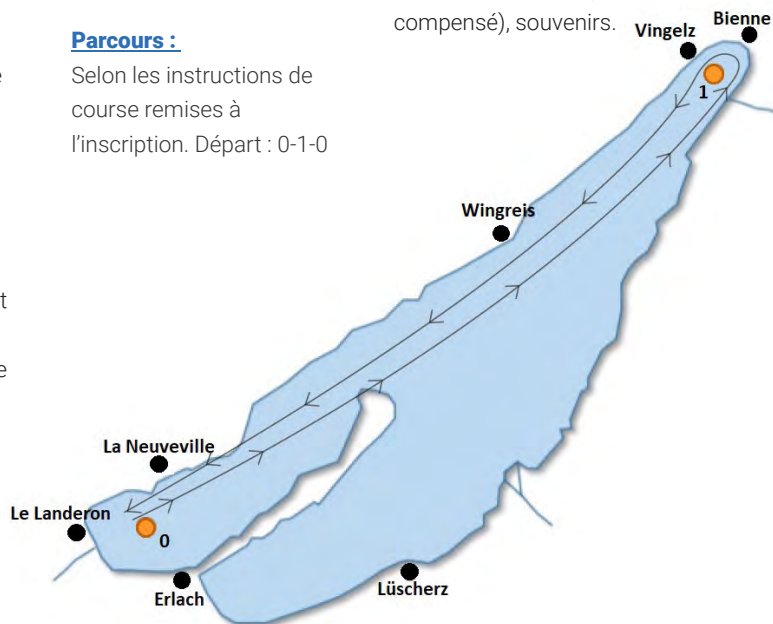 compensé), souvenirs.
Parcours :
Selon les instructions de
course remises à
l'inscription. Départ : 0-1-0
e
t
e
Bienne
Vingelz
1
Wingreis
La Neuveville
Le Landeron
0
Erlach
Lüscherz